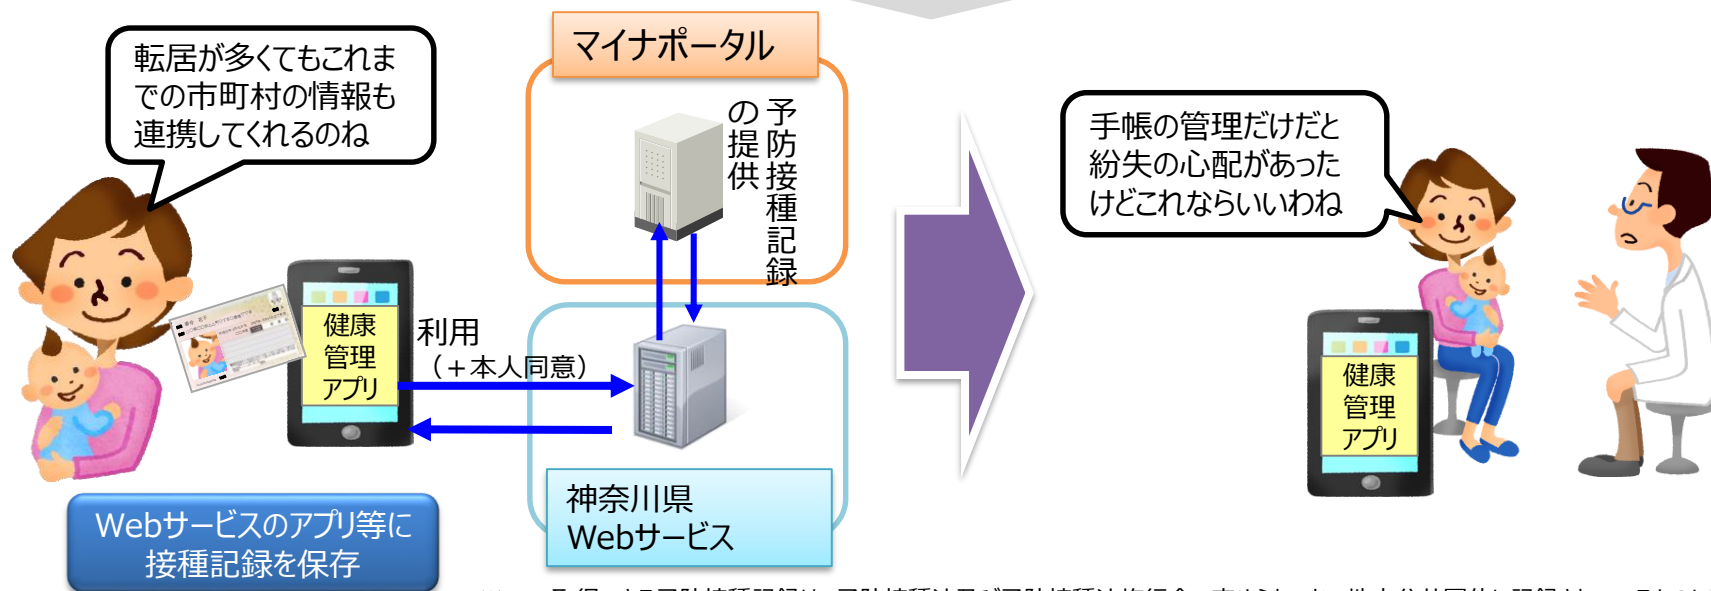 転居が多くてもこれま
での市町村の情報も
連携してくれるのね
マイナポータル
予防接種記録
の提供
健康
管理
アプリ
利用
（＋本人同意）
神奈川県
Webサービス
Webサービスのアプリ等に
接種記録を保存
手帳の管理だけだと
紛失の心配があった
けどこれならいいわね
健康
管理
アプリ